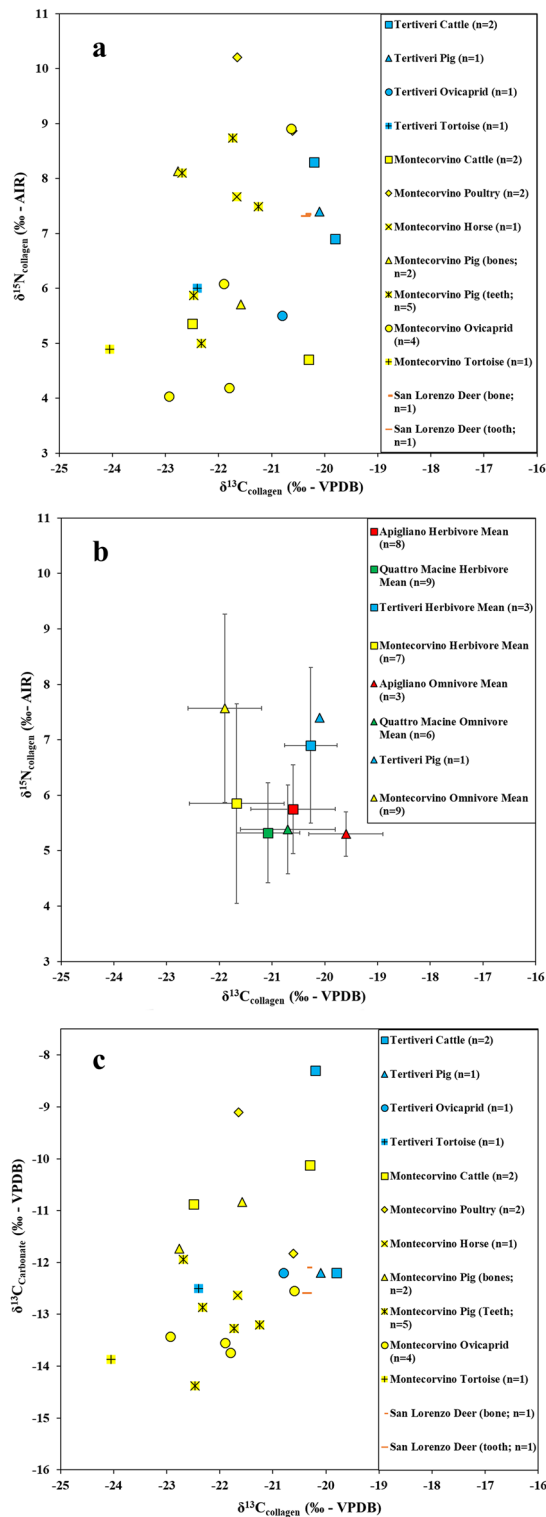 a
11
10
9
8
7
6
5
4
3
δ15Ncollagen (‰ - AIR)
-25 -24 -23 -22 -21 -20 -19 -18 -17 -16
δ13Ccollagen (‰ - VPDB)
Tertiveri Cattle (n=2)
Tertiveri Pig (n=1)
Tertiveri Ovicaprid (n=1)
Tertiveri Tortoise (n=1)
Montecorvino Cattle (n=2)
Montecorvino Poultry (n=2)
Montecorvino Horse (n=1)
Montecorvino Pig (bones;
n=2)
Montecorvino Pig (teeth;
n=5)
Montecorvino Ovicaprid
(n=4)
Montecorvino Tortoise (n=1)
San Lorenzo Deer (bone;
n=1)
San Lorenzo Deer (tooth;
n=1)
b
11
10
9
8
7
6
5
4
3
δ15Ncollagen (‰- AIR)
-25 -24 -23 -22 -21 -20 -19 -18 -17 -16
δ13Ccollagen (‰ - VPDB)
Apigliano Herbivore Mean
(n=8)
Quattro Macine Herbivore
Mean (n=9)
Tertiveri Herbivore Mean (n=3)
Montecorvino Herbivore Mean
(n=7)
Apigliano Omnivore Mean
(n=3)
Quattro Macine Omnivore
Mean (n=6)
Tertiveri Pig (n=1)
Montecorvino Omnivore Mean
(n=9)
c
-8
-9
-10
-11
-12
-13
-14
-15
-16
δ13CCarbonate (‰ - VPDB)
-25 -24 -23 -22 -21 -20 -19 -18 -17 -16
δ13Ccollagen (‰ - VPDB)
Tertiveri Cattle (n=2)
Tertiveri Pig (n=1)
Tertiveri Ovicaprid (n=1)
Tertiveri Tortoise (n=1)
Montecorvino Cattle (n=2)
Montecorvino Poultry (n=2)
Montecorvino Horse (n=1)
Montecorvino Pig (bones;
n=2)
Montecorvino Pig (Teeth;
n=5)
Montecorvino Ovicaprid
(n=4)
Montecorvino Tortoise (n=1)
San Lorenzo Deer (bone; n=1)
San Lorenzo Deer (tooth; n=1)